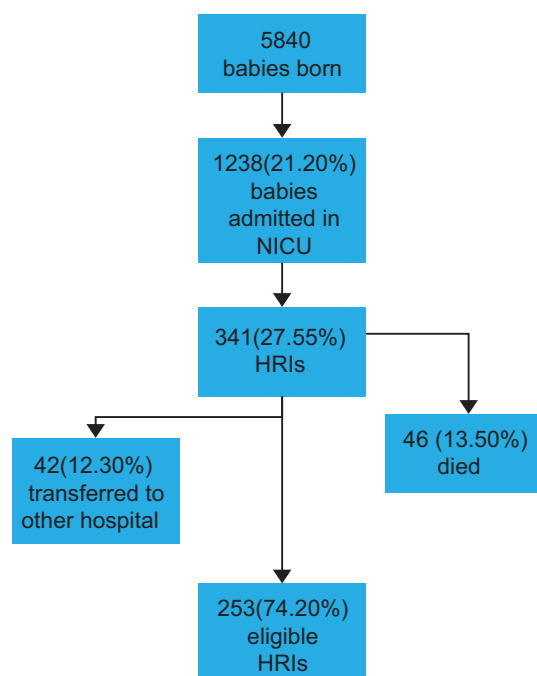 5840
babies born
1238(21.20%)
babies
admitted in
NICU
341(27.55%)
HRIs
46 (13.50%)
died
42(12.30%)
transferred to
other hospital
253(74.20%)
eligible
HRIs